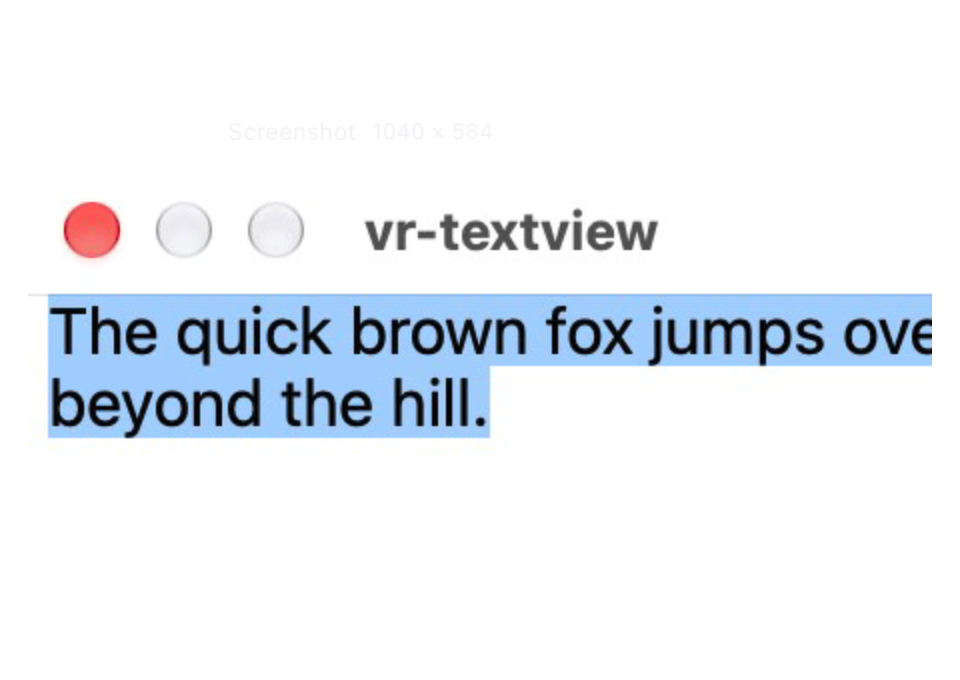 Screenshot 1040 × 584
vr-textview
The quick brown fox jumps ove
beyond the hill.